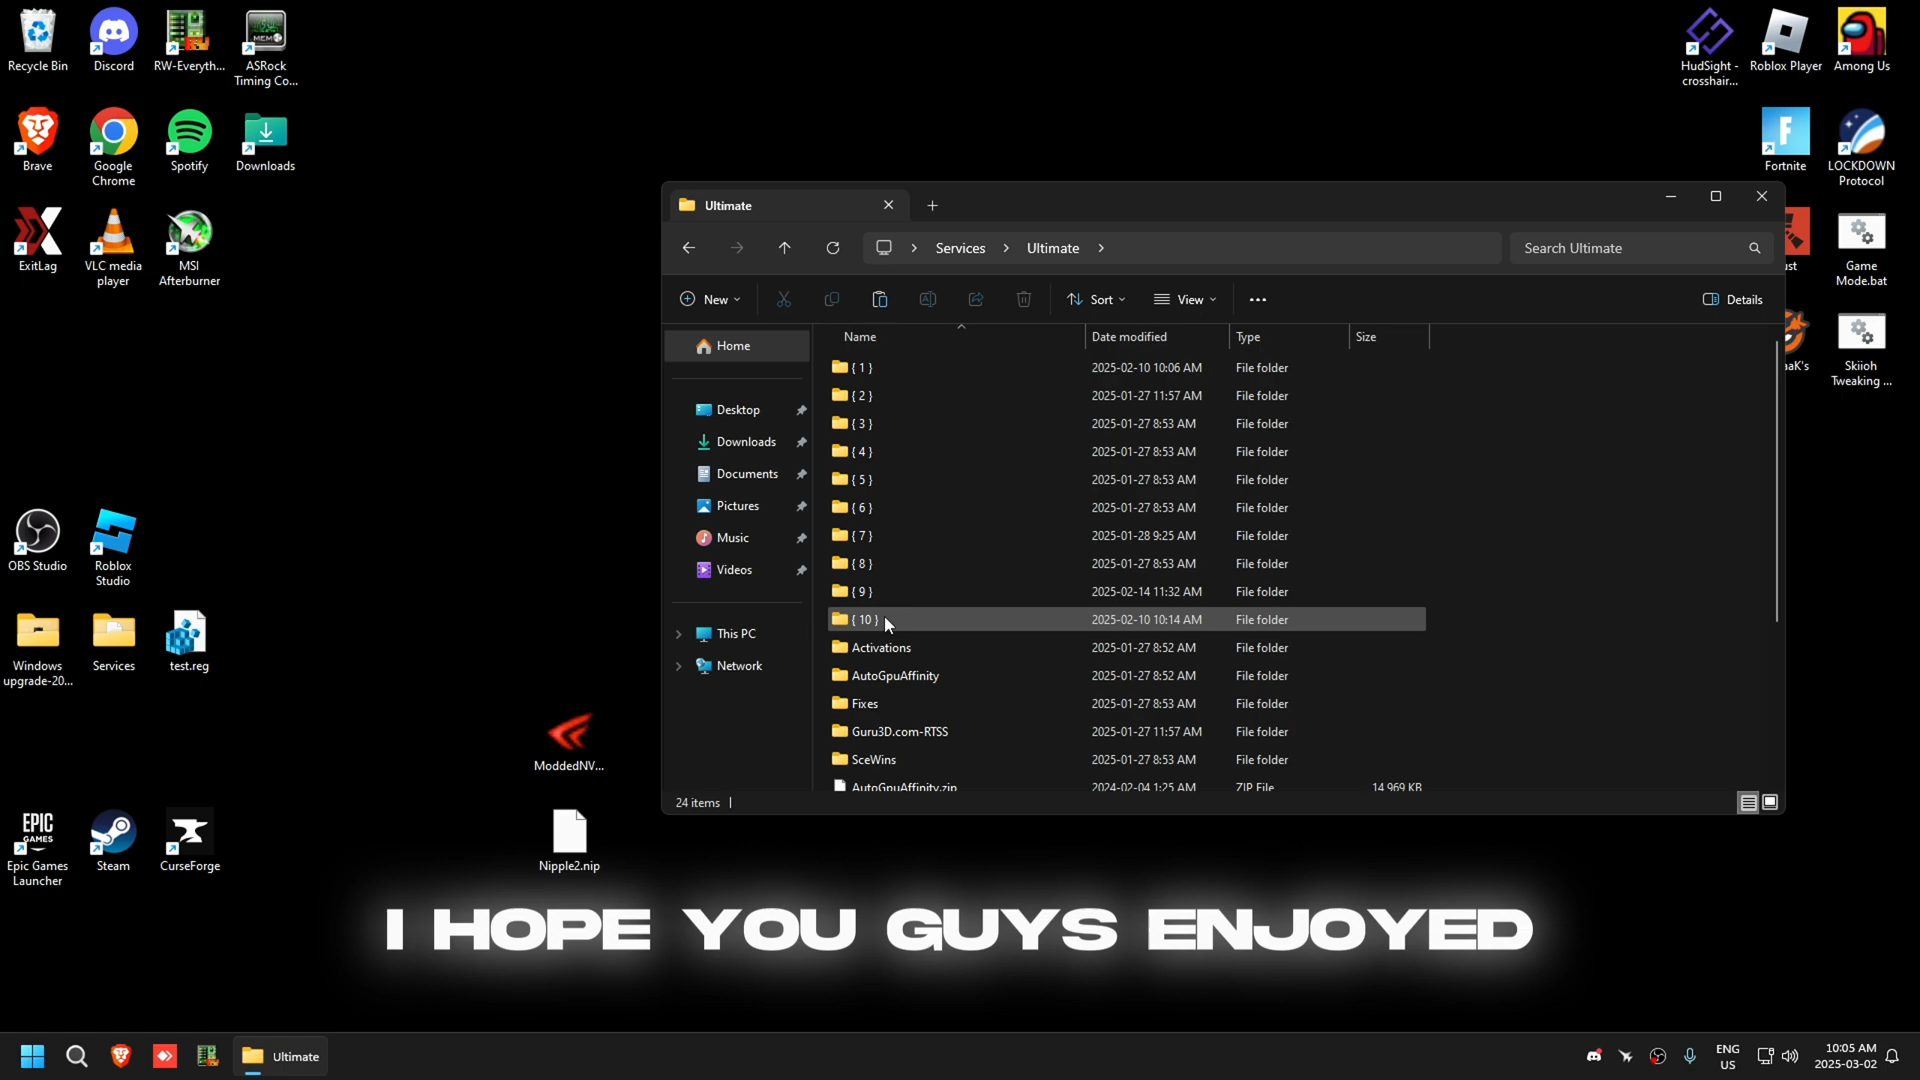 Recycle Bin
Discord
RW-Everyth...
ASRock
Timing Co...
Brave
Google
Chrome
Spotify
Downloads
ExitLag
VLC media
player
MSI
Afterburner
OBS Studio
Roblox
Studio
Windows
upgrade-20...
Services
test.reg
EPIC
GAMES
Epic Games
Launcher
Steam
CurseForge
ModdedNV...
Nipple2.nip
HudSight -
crosshair...
Roblox Player
Among Us
Fortnite
LOCKDOWN
Protocol
Game
Mode.bat
Skiioh
Tweaking ...
Ultimate
Services > Ultimate >
Search Ultimate
New
Sort
View
Details
Name Date modified Type Size
Home
Desktop
Downloads
Documents
Pictures
Music
Videos
This PC
Network
{ 1 } 2025-02-10 10:06 AM File folder
{ 2 } 2025-01-27 11:57 AM File folder
{ 3 } 2025-01-27 8:53 AM File folder
{ 4 } 2025-01-27 8:53 AM File folder
{ 5 } 2025-01-27 8:53 AM File folder
{ 6 } 2025-01-27 8:53 AM File folder
{ 7 } 2025-01-28 9:25 AM File folder
{ 8 } 2025-01-27 8:53 AM File folder
{ 9 } 2025-02-14 11:32 AM File folder
{ 10 } 2025-02-10 10:14 AM File folder
Activations 2025-01-27 8:52 AM File folder
AutoGpuAffinity 2025-01-27 8:52 AM File folder
Fixes 2025-01-27 8:53 AM File folder
Guru3D.com-RTSS 2025-01-27 11:57 AM File folder
SceWins 2025-01-27 8:53 AM File folder
AutoGpuAffinity.zip 2024-02-04 1:25 AM ZIP File 14 969 KB
24 items
I HOPE YOU GUYS ENJOYED
Ultimate
ENG
US
10:05 AM
2025-03-02